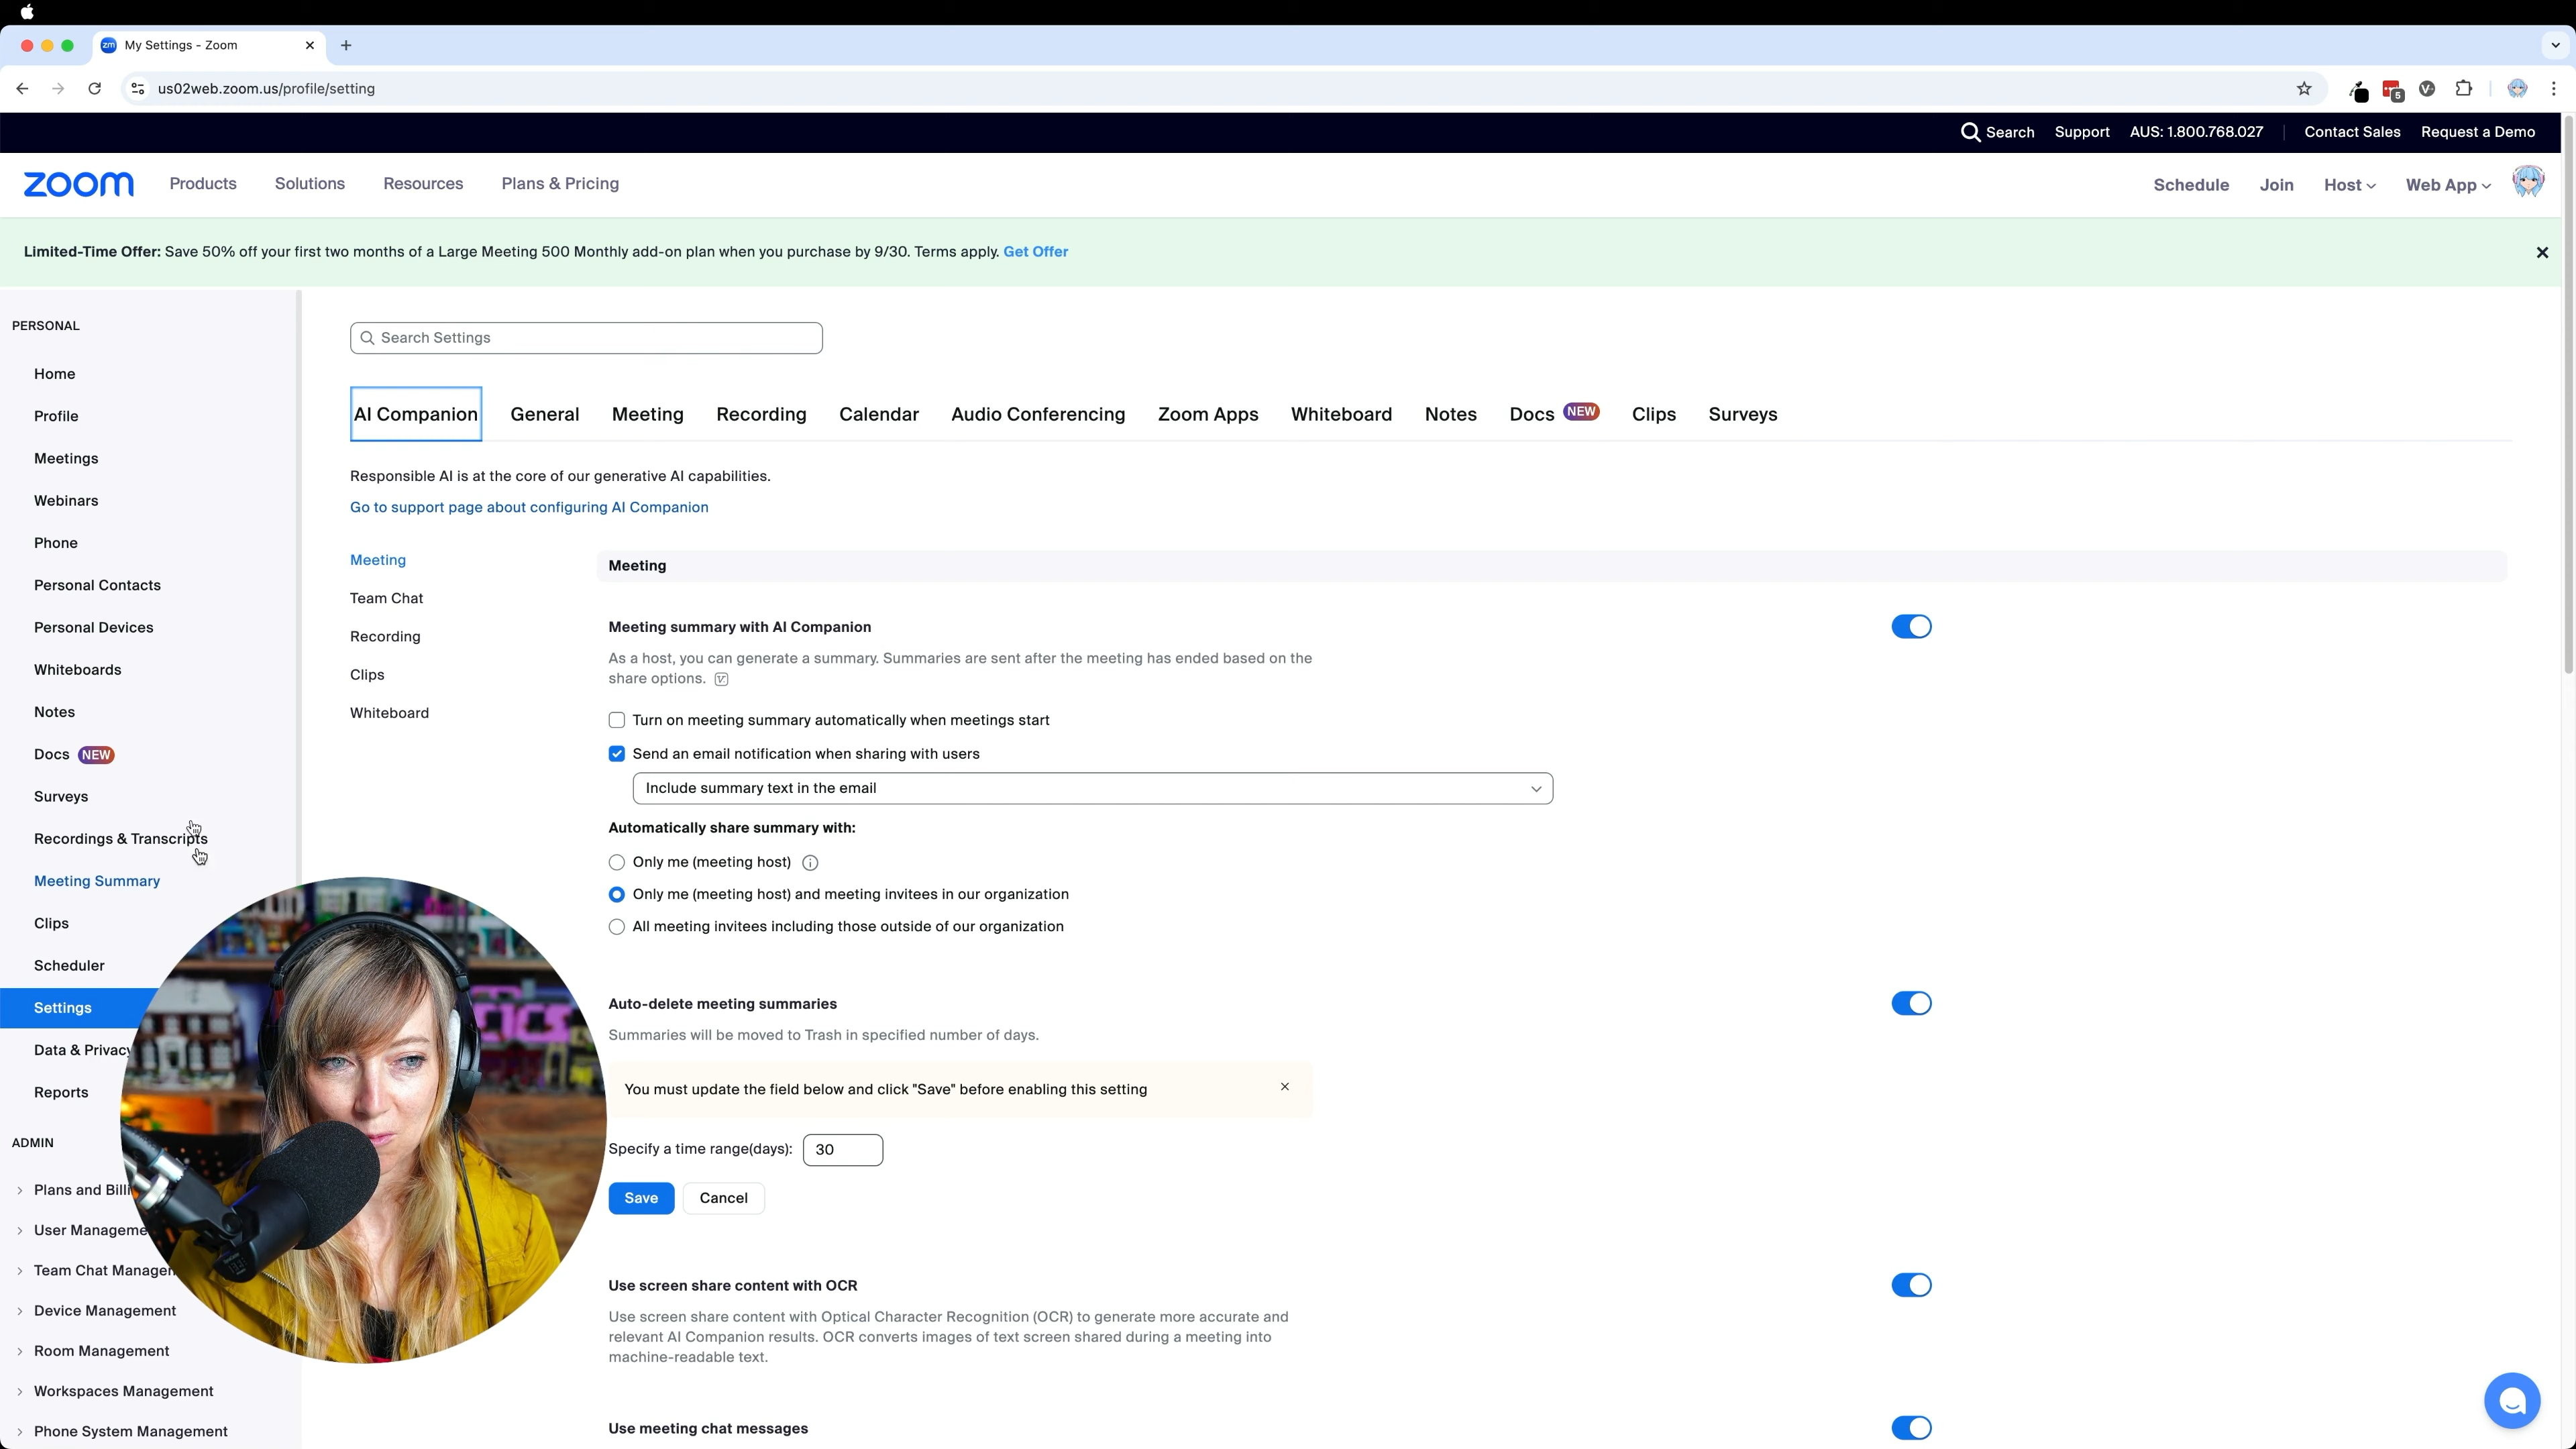 My Settings - Zoom
us02web.zoom.us/profile/setting
5
Search
Support
AUS: 1.800.768.027
Contact Sales
Request a Demo
zoom
Products
Solutions
Resources
Plans & Pricing
Schedule
Join
Host
Web App
Limited-Time Offer: Save 50% off your first two months of a Large Meeting 500 Monthly add-on plan when you purchase by 9/30. Terms apply. Get Offer
PERSONAL
Home
Profile
Meetings
Webinars
Phone
Personal Contacts
Personal Devices
Whiteboards
Notes
Docs NEW
Surveys
Recordings & Transcripts
Meeting Summary
Clips
Scheduler
Settings
Data & Privacy
Reports
ADMIN
Plans and Billi
User Manageme
Team Chat Managem
Device Management
Room Management
Workspaces Management
Phone System Management
Search Settings
AI Companion
General
Meeting
Recording
Calendar
Audio Conferencing
Zoom Apps
Whiteboard
Notes
Docs NEW
Clips
Surveys
Responsible AI is at the core of our generative AI capabilities.
Go to support page about configuring AI Companion
Meeting
Team Chat
Recording
Clips
Whiteboard
Meeting
Meeting summary with AI Companion
As a host, you can generate a summary. Summaries are sent after the meeting has ended based on the
share options.
Turn on meeting summary automatically when meetings start
Send an email notification when sharing with users
Include summary text in the email
Automatically share summary with:
Only me (meeting host)
Only me (meeting host) and meeting invitees in our organization
All meeting invitees including those outside of our organization
Auto-delete meeting summaries
Summaries will be moved to Trash in specified number of days.
You must update the field below and click "Save" before enabling this setting
Specify a time range(days): 30
Save
Cancel
Use screen share content with OCR
Use screen share content with Optical Character Recognition (OCR) to generate more accurate and
relevant AI Companion results. OCR converts images of text screen shared during a meeting into
machine-readable text.
Use meeting chat messages